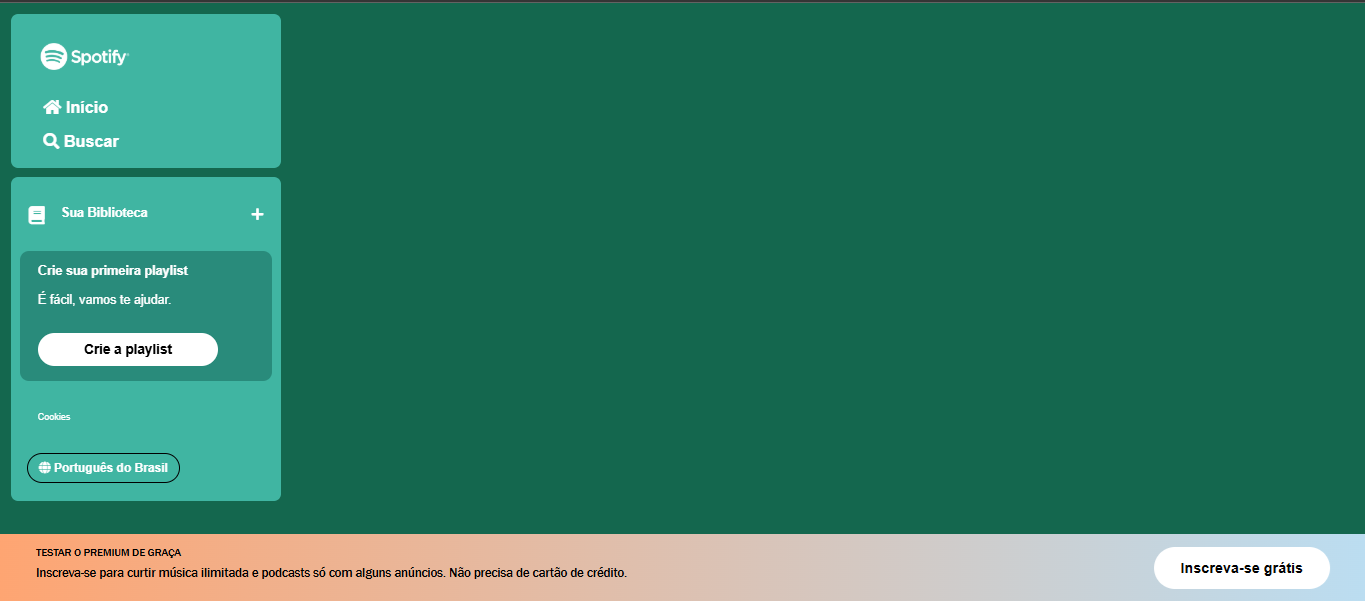 Spotify
Início
Buscar
Sua Biblioteca
Crie sua primeira playlist
É fácil, vamos te ajudar.
Crie a playlist
Cookies
Português do Brasil
TESTAR O PREMIUM DE GRAÇA
Inscreva-se para curtir música ilimitada e podcasts só com alguns anúncios. Não precisa de cartão de crédito.
Inscreva-se grátis